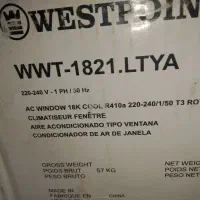 WESTPOIN
WWT-1821.LTYA
220-240 V - 1 PH / 50 Hz
AC WINDOW 18K COOL R410a 220-240/1/50 T3 RO
CLIMATISEUR FENÊTRE
AIRE ACONDICIONADO TIPO VENTANA
CONDICIONADOR DE AR DE JANELA
GROSS WEIGHT
POIDS BRUT
PESO BRUTO
57 KG
NET WE
POIDS N
PESO
MADE IN
FABRIQUE EN
CHINA